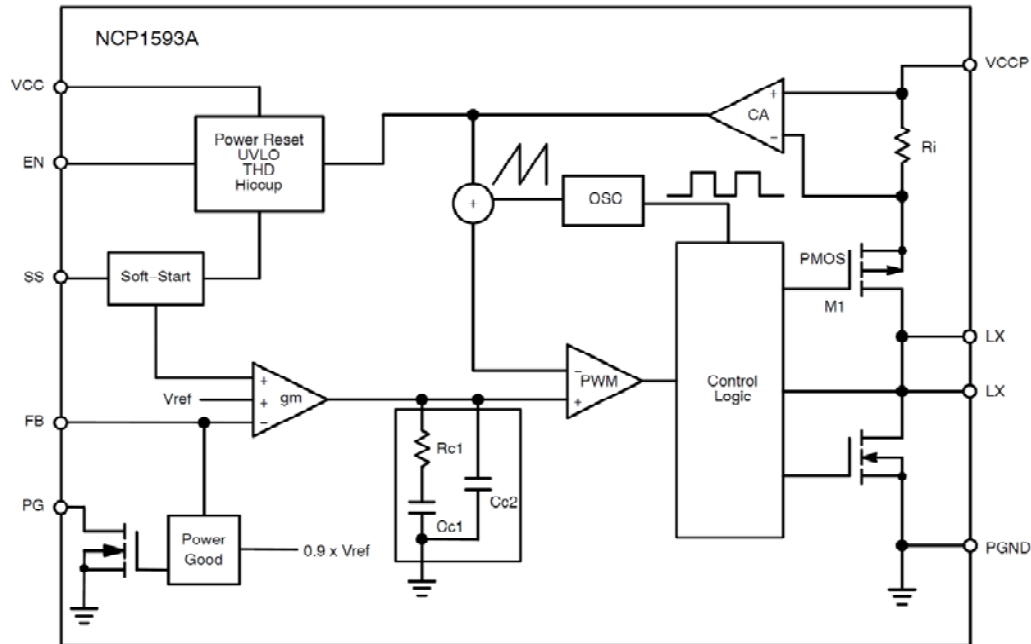 NCP1593A
VCC
VCCP
Power Reset
UVLO
THD
Hiccup
CA
+
−
Ri
EN
+
OSC
SS
Soft–Start
PMOS
M1
LX
Vref
+
+
−
gm
−
+
PWM
Control
Logic
LX
FB
Rc1
Cc1
Cc2
PG
Power
Good
0.9 x Vref
PGND